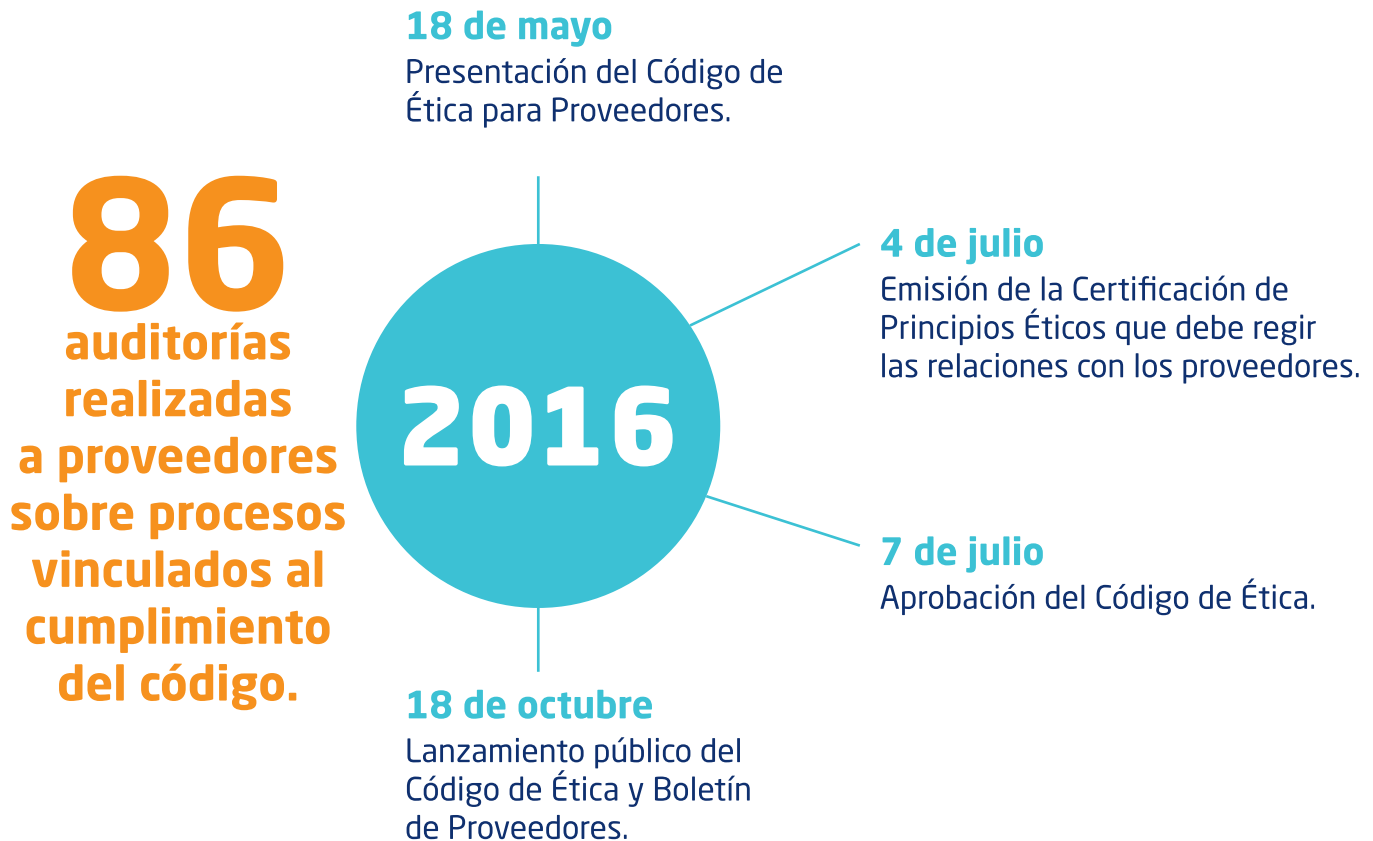 18 de mayo
Presentación del Código de
Ética para Proveedores.
86
auditorías
realizadas
a proveedores
sobre procesos
vinculados al
cumplimiento
del código.
2016
4 de julio
Emisión de la Certificación de
Principios Éticos que debe regir
las relaciones con los proveedores.
7 de julio
Aprobación del Código de Ética.
18 de octubre
Lanzamiento público del
Código de Ética y Boletín
de Proveedores.